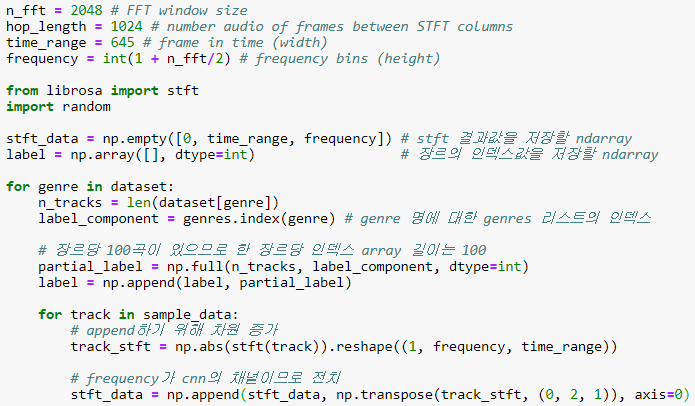 n_fft = 2048 # FFT window size
hop_length = 1024 # number audio of frames between STFT columns
time_range = 645 # frame in time (width)
frequency = int(1 + n_fft/2) # frequency bins (height)

from librosa import stft
import random

stft_data = np.empty([0, time_range, frequency]) # stft 결과값을 저장할 ndarray
label = np.array([], dtype=int)                  # 장르의 인덱스값을 저장할 ndarray

for genre in dataset:
    n_tracks = len(dataset[genre])
    label_component = genres.index(genre) # genre 명에 대한 genres 리스트의 인덱스

    # 장르당 100곡이 있으므로 한 장르당 인덱스 array 길이는 100
    partial_label = np.full(n_tracks, label_component, dtype=int)
    label = np.append(label, partial_label)

    for track in sample_data:
        # append하기 위해 차원 증가
        track_stft = np.abs(stft(track)).reshape((1, frequency, time_range))

        # frequency가 cnn의 채널이므로 전치
        stft_data = np.append(stft_data, np.transpose(track_stft, (0, 2, 1)), axis=0)